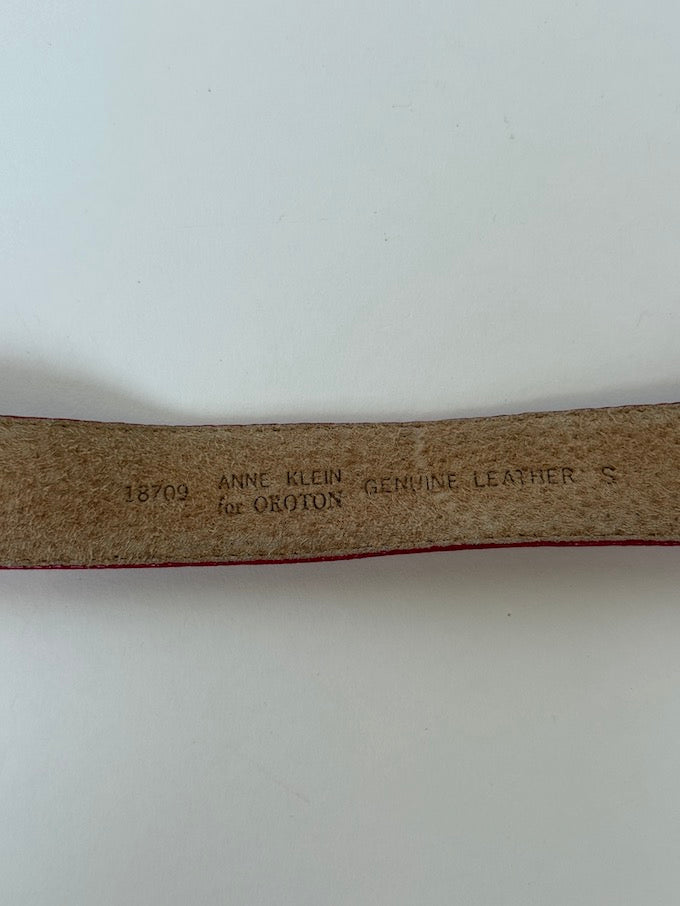 18709 ANNE KLEIN GENUINE LEATHER S
for OROTON